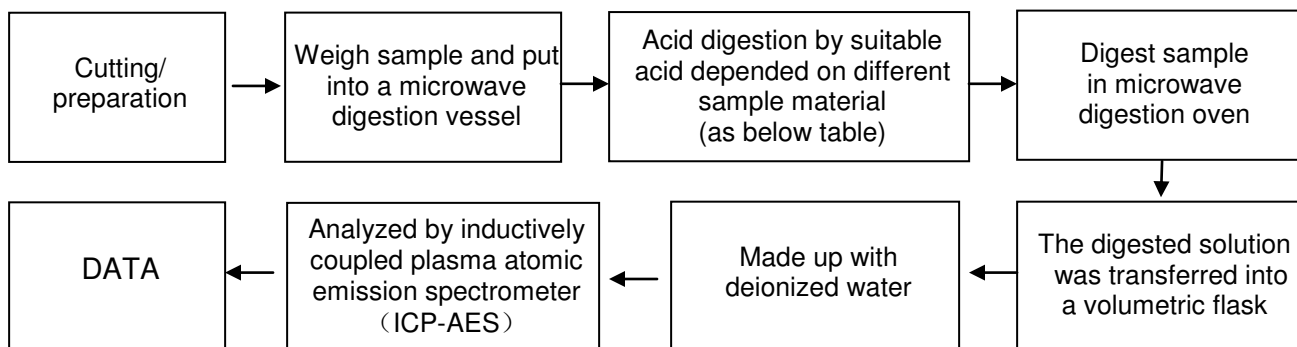 Cutting/
preparation
Weigh sample and put
into a microwave
digestion vessel
Acid digestion by suitable
acid depended on different
sample material
(as below table)
Digest sample
in microwave
digestion oven
The digested solution
was transferred into
a volumetric flask
Made up with
deionized water
Analyzed by inductively
coupled plasma atomic
emission spectrometer
（ICP-AES）
DATA